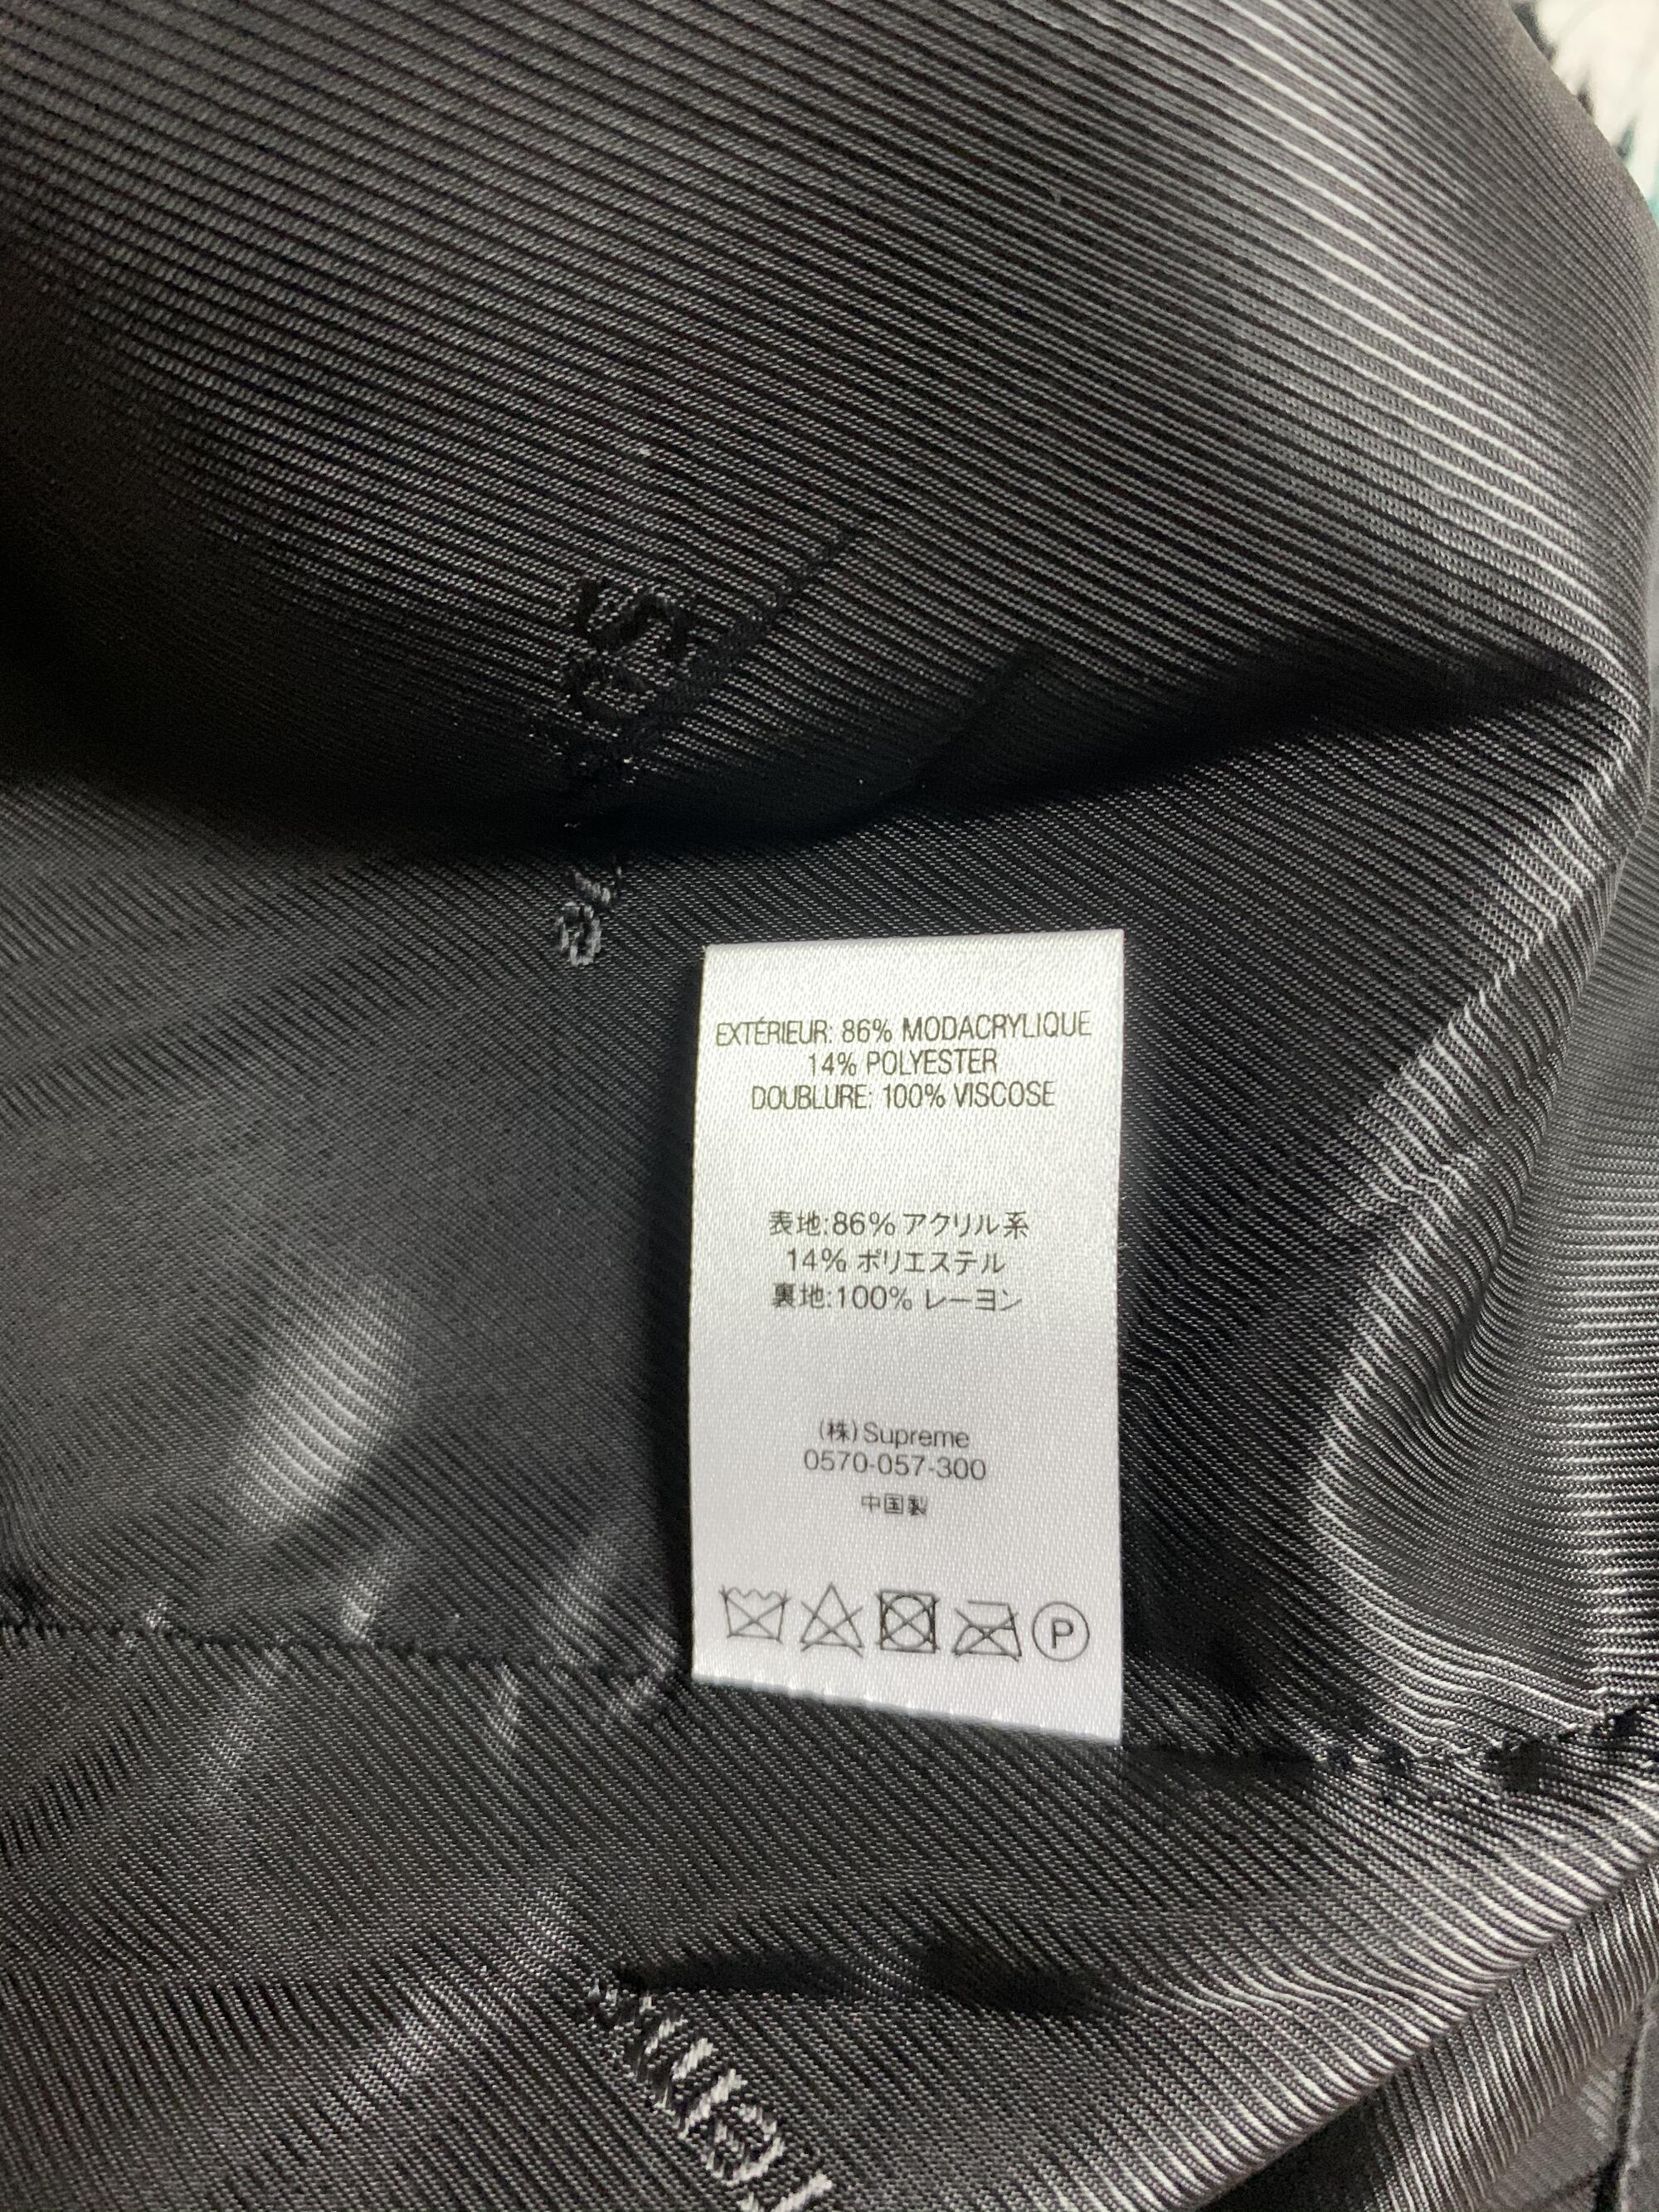 EXTÉRIEUR: 86% MODACRYLIQUE
14% POLYESTER
DOUBLURE: 100% VISCOSE
表地:86% アクリル系
14% ポリエステル
裏地:100% レーヨン
(株)Supreme
0570-057-300
中国製
P